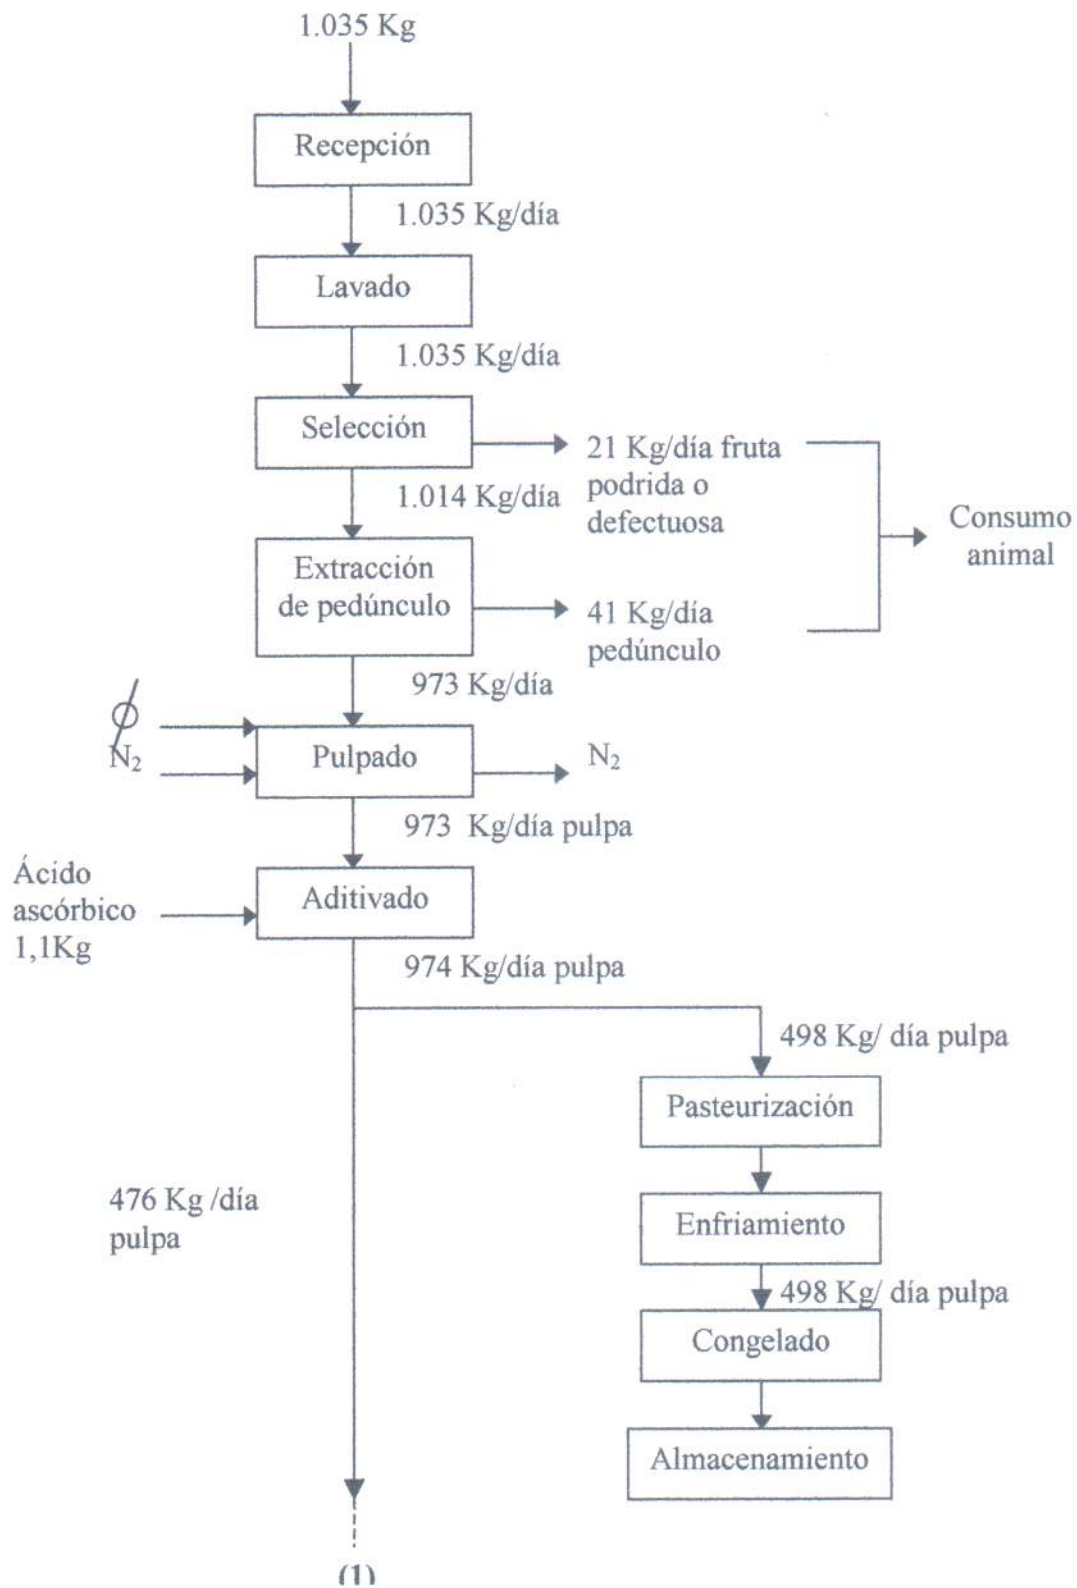 1.035 Kg
Recepción
1.035 Kg/día
Lavado
1.035 Kg/día
Selección
21 Kg/día fruta
podrida o
defectuosa
1.014 Kg/día
Consumo
animal
Extracción
de pedúnculo
41 Kg/día
pedúnculo
973 Kg/día
N₂
Pulpado
N₂
973 Kg/día pulpa
Ácido
ascórbico
1,1Kg
Aditivado
974 Kg/día pulpa
498 Kg/ día pulpa
Pasteurización
476 Kg /día
pulpa
Enfriamiento
498 Kg/ día pulpa
Congelado
Almacenamiento
(1)